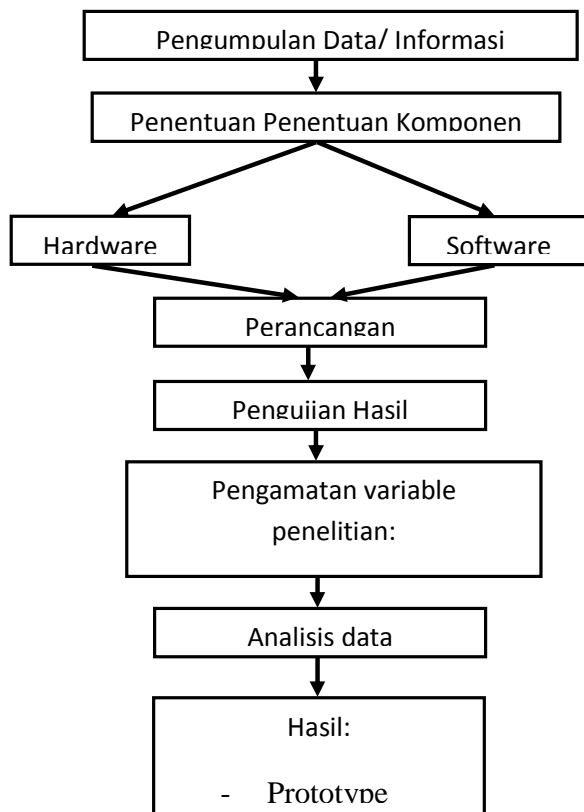 Pengumpulan Data/ Informasi
Penentuan Penentuan Komponen
Hardware
Software
Perancangan
Pengujian Hasil
Pengamatan variable
penelitian:
Analisis data
Hasil:
- Prototype